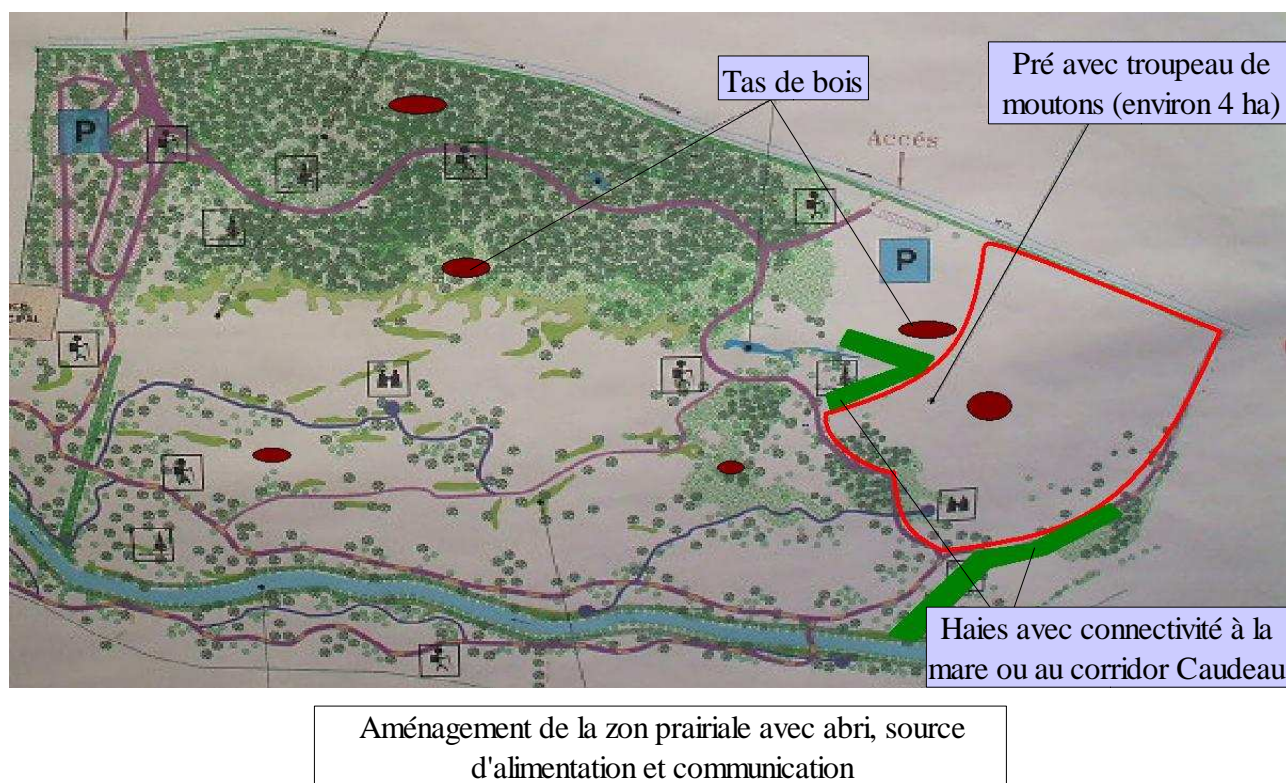 Tas de bois
Pré avec troupeau de
moutons (environ 4 ha)
Accés
P
P
Haies avec connectivité à la
mare ou au corridor Caudeau
Aménagement de la zon prairiale avec abri, source
d'alimentation et communication